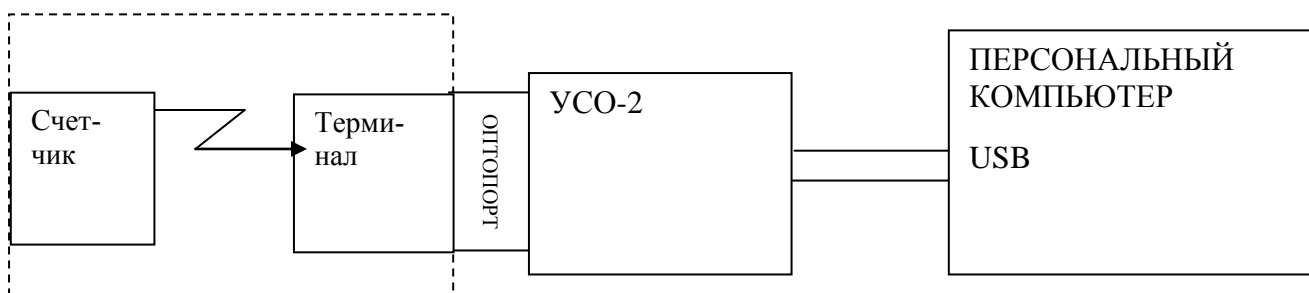 Счет-
чик
Терми-
нал
ОПТОПОРТ
УСО-2
ПЕРСОНАЛЬНЫЙ
КОМПЬЮТЕР
USB